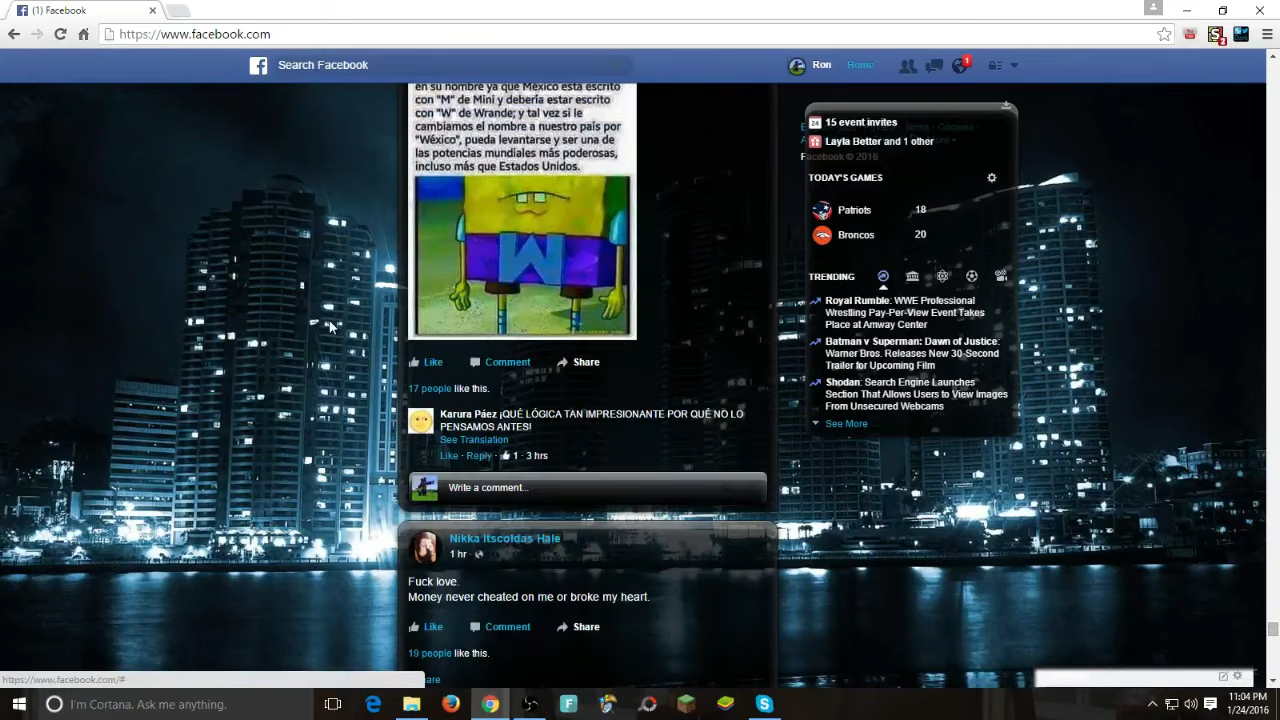 (1) Facebook
https://www.facebook.com
Search Facebook
Ron
Home
1
en su nombre ya que México está escrito
con "M" de Mini y debería estar escrito
con "W" de Wrande; y tal vez si le
cambiamos el nombre a nuestro país por
"Wéxico", pueda levantarse y ser una de
las potencias mundiales más poderosas,
incluso más que Estados Unidos.
W
Like
Comment
Share
17 people like this.
Karura Páez ¡QUÉ LÓGICA TAN IMPRESIONANTE POR QUÉ NO LO
PENSAMOS ANTES!
See Translation
Like · Reply · 1 · 3 hrs
Write a comment...
Nikka Itscoldas Hale
1 hr ·
Fuck love.
Money never cheated on me or broke my heart.
Like
Comment
Share
19 people like this.
24
15 event invites
Layla Better and 1 other
Facebook © 2016
TODAY'S GAMES
Patriots 18
Broncos 20
TRENDING
Royal Rumble: WWE Professional
Wrestling Pay-Per-View Event Takes
Place at Amway Center
Batman v Superman: Dawn of Justice:
Warner Bros. Releases New 30-Second
Trailer for Upcoming Film
Shodan: Search Engine Launches
Section That Allows Users to View Images
From Unsecured Webcams
See More
https://www.facebook.com/#
I'm Cortana. Ask me anything.
11:04 PM
1/24/2016